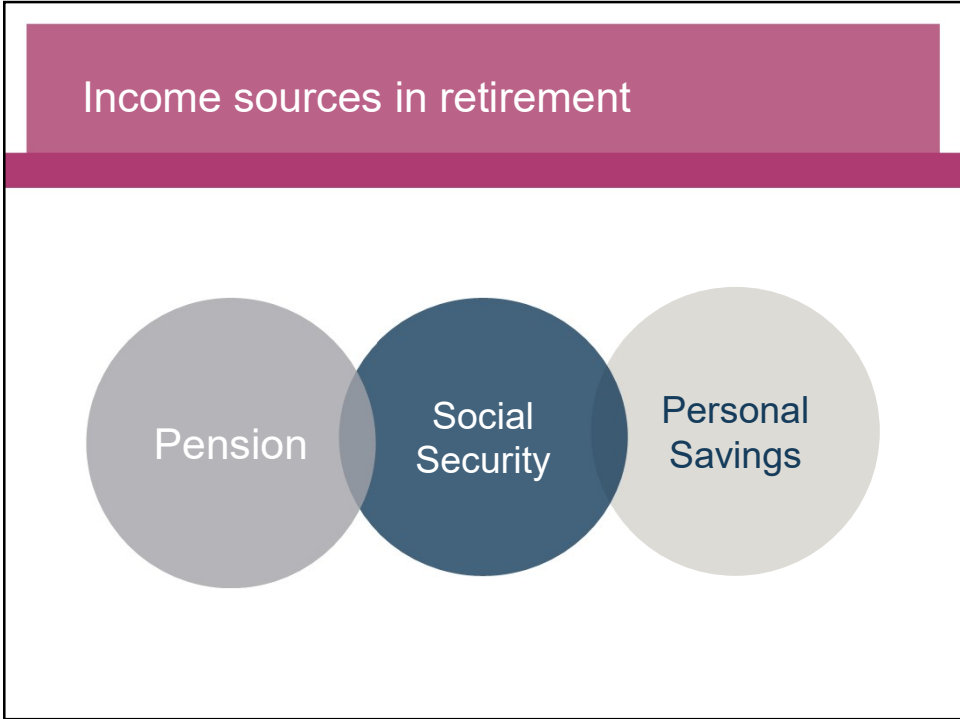 Income sources in retirement
Pension
Social
Security
Personal
Savings